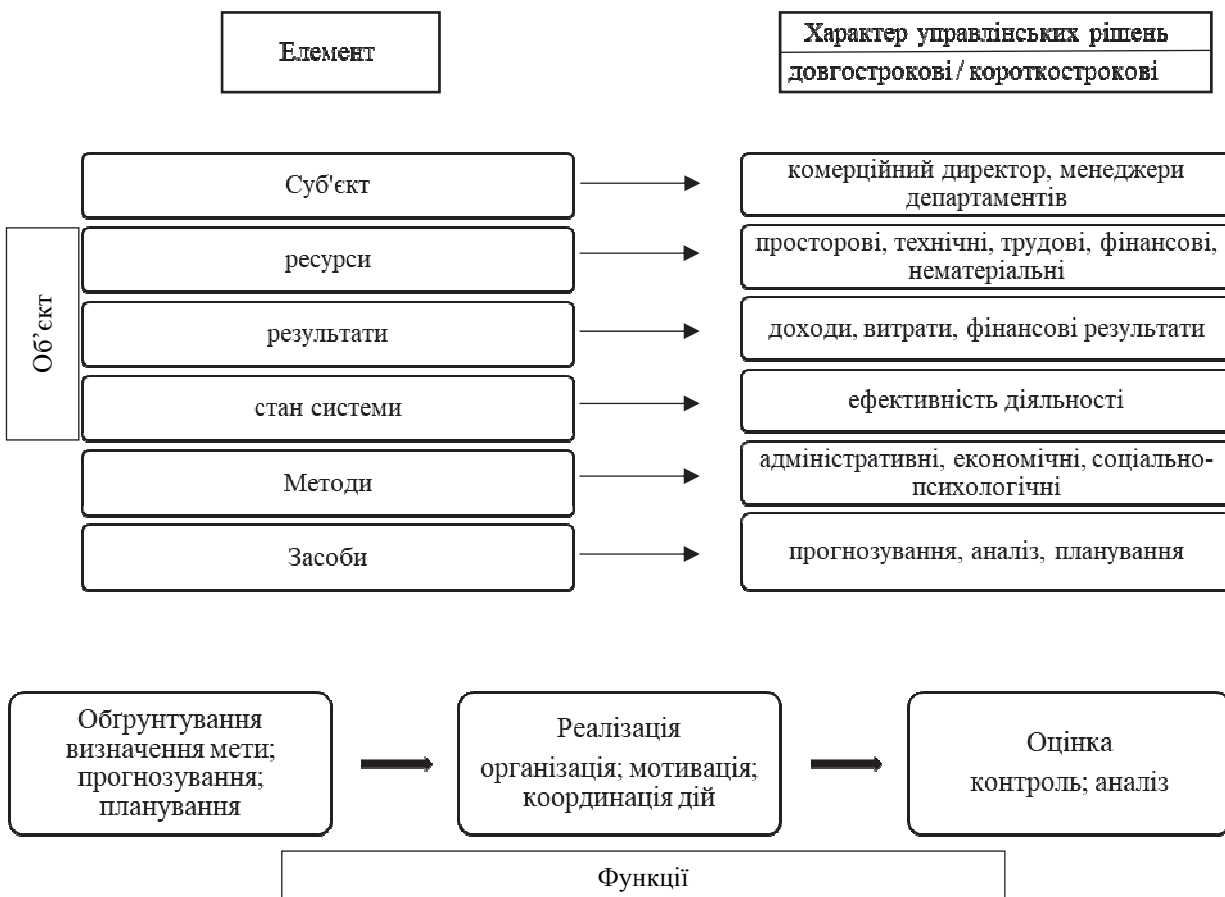 Елемент
Характер управлінських рішень
довгострокові / короткострокові
Суб'єкт
комерційний директор, менеджери
департаментів
Об’єкт
ресурси
просторові, технічні, трудові, фінансові,
нематеріальні
результати
доходи, витрати, фінансові результати
стан системи
ефективність діяльності
Методи
адміністративні, економічні, соціально-
психологічні
Засоби
прогнозування, аналіз, планування
Обґрунтування
визначення мети;
прогнозування;
планування
Реалізація
організація; мотивація;
координація дій
Оцінка
контроль; аналіз
Функції